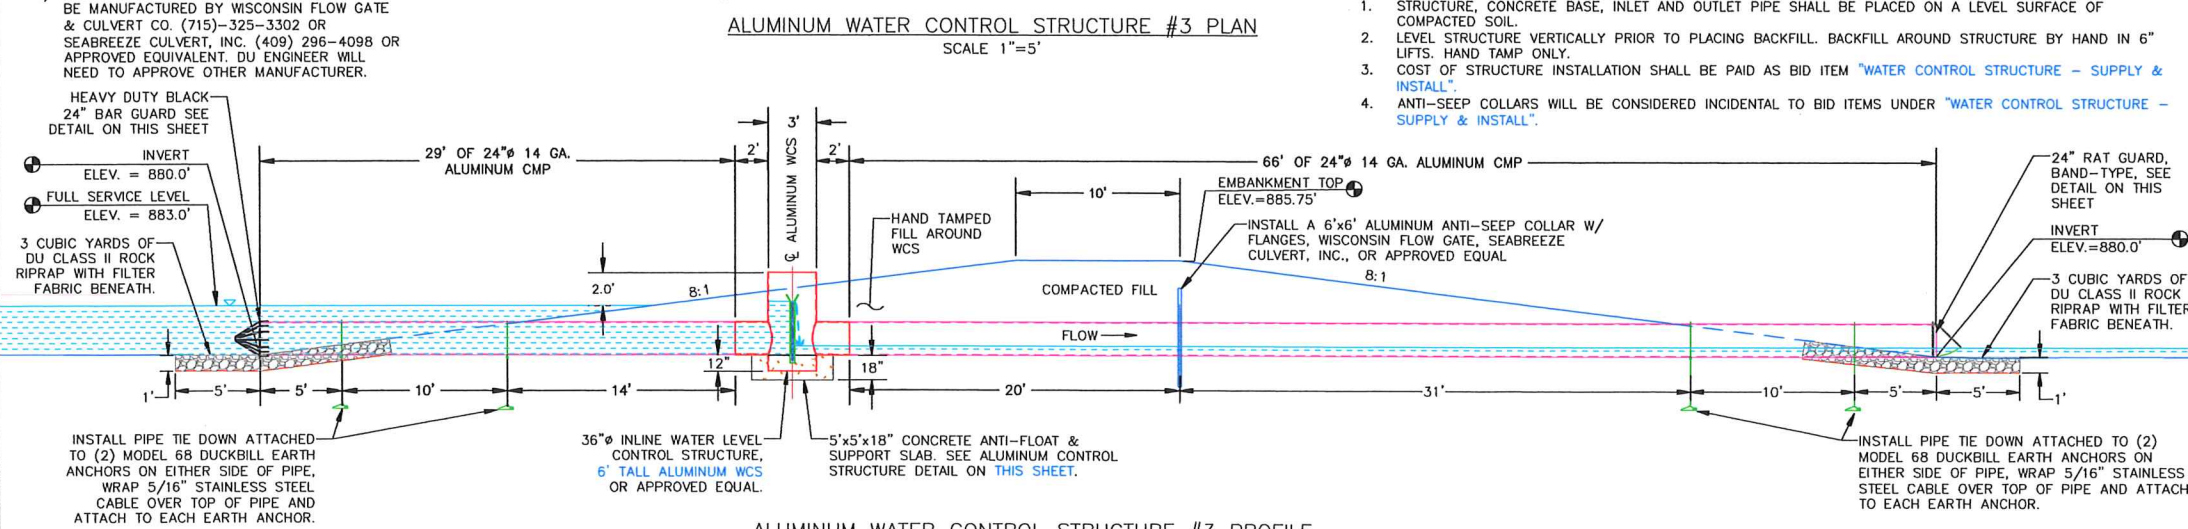 BE MANUFACTURED BY WISCONSIN FLOW GATE
& CULVERT CO. (715)-325-3302 OR
SEABREEZE CULVERT, INC. (409) 296-4098 OR
APPROVED EQUIVALENT. DU ENGINEER WILL
NEED TO APPROVE OTHER MANUFACTURER.
ALUMINUM WATER CONTROL STRUCTURE #3 PLAN
SCALE 1"=5'
1. STRUCTURE, CONCRETE BASE, INLET AND OUTLET PIPE SHALL BE PLACED ON A LEVEL SURFACE OF
COMPACTED SOIL.
2. LEVEL STRUCTURE VERTICALLY PRIOR TO PLACING BACKFILL. BACKFILL AROUND STRUCTURE BY HAND IN 6"
LIFTS. HAND TAMP ONLY.
3. COST OF STRUCTURE INSTALLATION SHALL BE PAID AS BID ITEM "WATER CONTROL STRUCTURE - SUPPLY &
INSTALL".
4. ANTI-SEEP COLLARS WILL BE CONSIDERED INCIDENTAL TO BID ITEMS UNDER "WATER CONTROL STRUCTURE -
SUPPLY & INSTALL".
HEAVY DUTY BLACK
24" BAR GUARD SEE
DETAIL ON THIS SHEET
INVERT
ELEV. = 880.0'
FULL SERVICE LEVEL
ELEV. = 883.0'
3 CUBIC YARDS OF
DU CLASS II ROCK
RIPRAP WITH FILTER
FABRIC BENEATH.
29' OF 24"ø 14 GA.
ALUMINUM CMP
2'
3'
2'
℄ ALUMINUM WCS
66' OF 24"ø 14 GA. ALUMINUM CMP
10'
EMBANKMENT TOP
ELEV.=885.75'
HAND TAMPED
FILL AROUND
WCS
INSTALL A 6'x6' ALUMINUM ANTI-SEEP COLLAR W/
FLANGES, WISCONSIN FLOW GATE, SEABREEZE
CULVERT, INC., OR APPROVED EQUAL
24" RAT GUARD,
BAND-TYPE, SEE
DETAIL ON THIS
SHEET
INVERT
ELEV.=880.0'
3 CUBIC YARDS OF
DU CLASS II ROCK
RIPRAP WITH FILTER
FABRIC BENEATH.
2.0'
8:1
COMPACTED FILL
8:1
FLOW
12"
18"
1'
5'
5'
10'
14'
20'
31'
10'
5'
5'
1'
INSTALL PIPE TIE DOWN ATTACHED
TO (2) MODEL 68 DUCKBILL EARTH
ANCHORS ON EITHER SIDE OF PIPE,
WRAP 5/16" STAINLESS STEEL
CABLE OVER TOP OF PIPE AND
ATTACH TO EACH EARTH ANCHOR.
36"ø INLINE WATER LEVEL
CONTROL STRUCTURE,
6' TALL ALUMINUM WCS
OR APPROVED EQUAL.
5'x5'x18" CONCRETE ANTI-FLOAT &
SUPPORT SLAB. SEE ALUMINUM CONTROL
STRUCTURE DETAIL ON THIS SHEET.
INSTALL PIPE TIE DOWN ATTACHED TO (2)
MODEL 68 DUCKBILL EARTH ANCHORS ON
EITHER SIDE OF PIPE, WRAP 5/16" STAINLESS
STEEL CABLE OVER TOP OF PIPE AND ATTACH
TO EACH EARTH ANCHOR.
ALUMINUM WATER CONTROL STRUCTURE #3 PROFILE